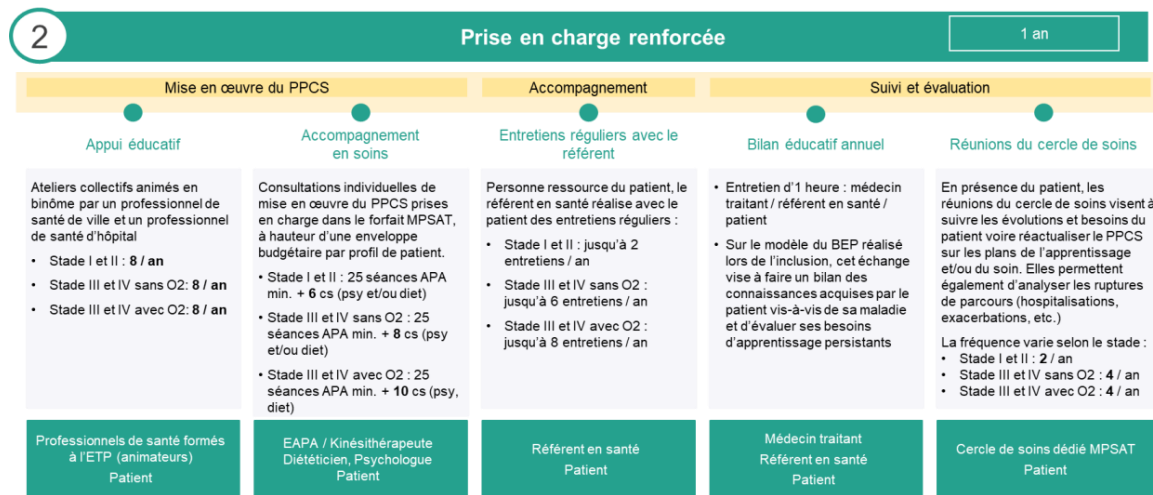 2
Prise en charge renforcée
1 an
Mise en œuvre du PPCS
Accompagnement
Suivi et évaluation
Appui éducatif
Accompagnement
en soins
Entretiens réguliers avec le
référent
Bilan éducatif annuel
Réunions du cercle de soins
Ateliers collectifs animés en
binôme par un professionnel de
santé de ville et un professionnel
de santé d'hôpital
• Stade I et II : 8 / an
• Stade III et IV sans O2: 8 / an
• Stade III et IV avec O2: 8 / an
Consultations individuelles de
mise en œuvre du PPCS prises
en charge dans le forfait MPSAT,
à hauteur d'une enveloppe
budgétaire par profil de patient.
• Stade I et II : 25 séances APA
min. + 6 cs (psy et/ou diet)
• Stade III et IV sans O2 : 25
séances APA min. + 8 cs (psy
et/ou diet)
• Stade III et IV avec O2 : 25
séances APA min. + 10 cs (psy,
diet)
Personne ressource du patient, le
référent en santé réalise avec le
patient des entretiens réguliers :
• Stade I et II : jusqu'à 2
entretiens / an
• Stade III et IV sans O2 :
jusqu'à 6 entretiens / an
• Stade III et IV avec O2 :
jusqu'à 8 entretiens / an
• Entretien d'1 heure : médecin
traitant / référent en santé /
patient
• Sur le modèle du BEP réalisé
lors de l'inclusion, cet échange
vise à faire un bilan des
connaissances acquises par le
patient vis-à-vis de sa maladie
et d'évaluer ses besoins
d'apprentissage persistants
En présence du patient, les
réunions du cercle de soins visent à
suivre les évolutions et besoins du
patient voire réactualiser le PPCS
sur les plans de l'apprentissage
et/ou du soin. Elles permettent
également d'analyser les ruptures
de parcours (hospitalisations,
exacerbations, etc.)
La fréquence varie selon le stade :
• Stade I et II : 2 / an
• Stade III et IV sans O2 : 4 / an
• Stade III et IV avec O2 : 4 / an
Professionnels de santé formés
à l'ETP (animateurs)
Patient
EAPA / Kinésithérapeute
Diététicien, Psychologue
Patient
Référent en santé
Patient
Médecin traitant
Référent en santé
Patient
Cercle de soins dédié MPSAT
Patient